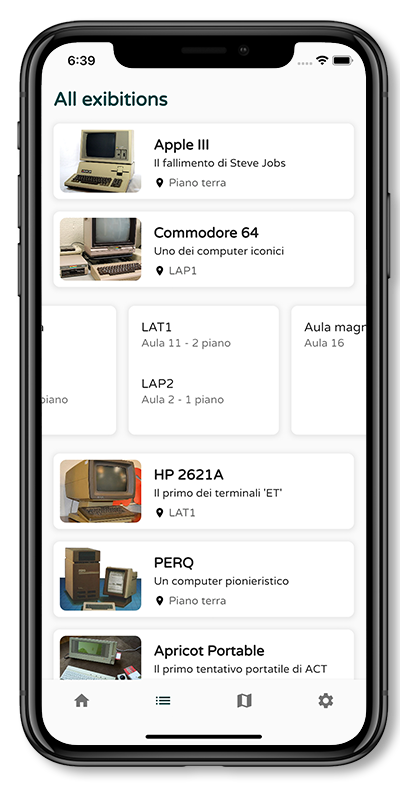 6:39
All exibitions
Apple III
Il fallimento di Steve Jobs
Piano terra
Commodore 64
Uno dei computer iconici
LAP1
LAT1
Aula 11 - 2 piano
LAP2
Aula 2 - 1 piano
piano
Aula magr
Aula 16
HP 2621A
Il primo dei terminali 'ET'
LAT1
PERQ
Un computer pionieristico
Piano terra
Apricot Portable
Il primo tentativo portatile di ACT